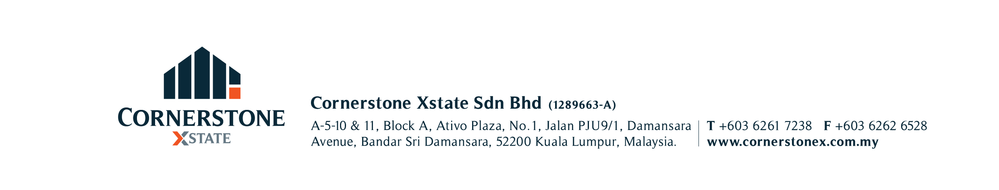 CORNERSTONE
XSTATE
Cornerstone Xstate Sdn Bhd (1289663-A)
A-5-10 & 11, Block A, Ativo Plaza, No.1, Jalan PJU9/1, Damansara
Avenue, Bandar Sri Damansara, 52200 Kuala Lumpur, Malaysia.
T +603 6261 7238 F +603 6262 6528
www.cornerstonex.com.my